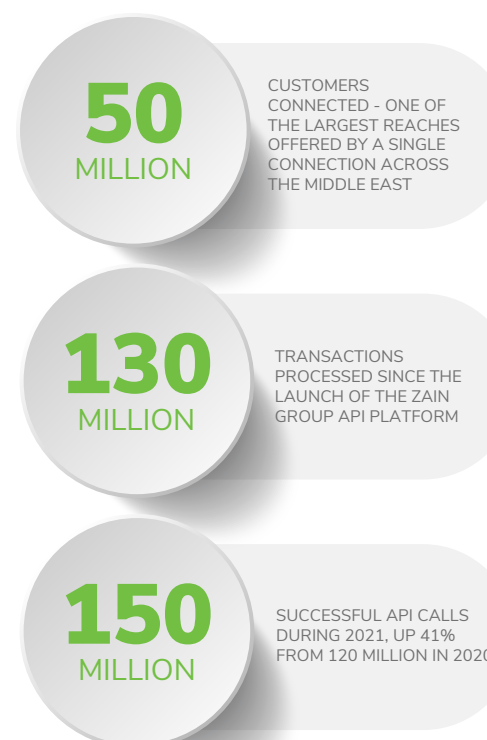 50
MILLION
CUSTOMERS
CONNECTED - ONE OF
THE LARGEST REACHES
OFFERED BY A SINGLE
CONNECTION ACROSS
THE MIDDLE EAST
130
MILLION
TRANSACTIONS
PROCESSED SINCE THE
LAUNCH OF THE ZAIN
GROUP API PLATFORM
150
MILLION
SUCCESSFUL API CALLS
DURING 2021, UP 41%
FROM 120 MILLION IN 2020